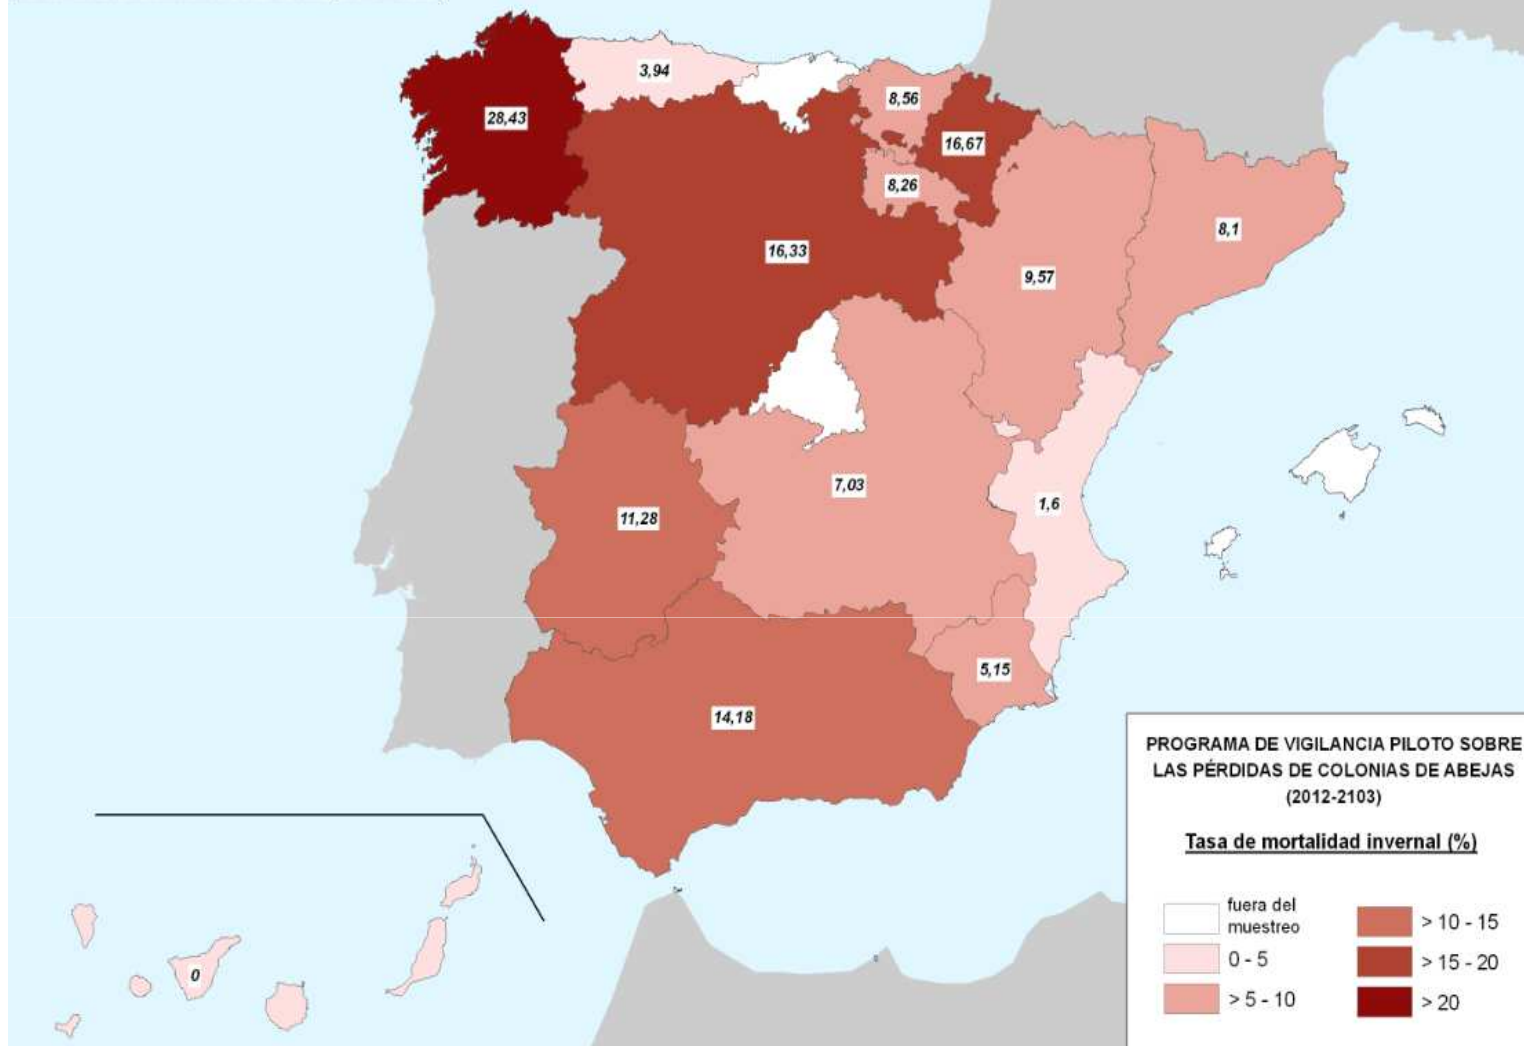 3,94
28,43
8,56
16,67
8,26
8,1
16,33
9,57
7,03
1,6
11,28
5,15
14,18
0
PROGRAMA DE VIGILANCIA PILOTO SOBRE
LAS PÉRDIDAS DE COLONIAS DE ABEJAS
(2012-2103)
Tasa de mortalidad invernal (%)
fuera del
muestreo
0 - 5
> 5 - 10
> 10 - 15
> 15 - 20
> 20